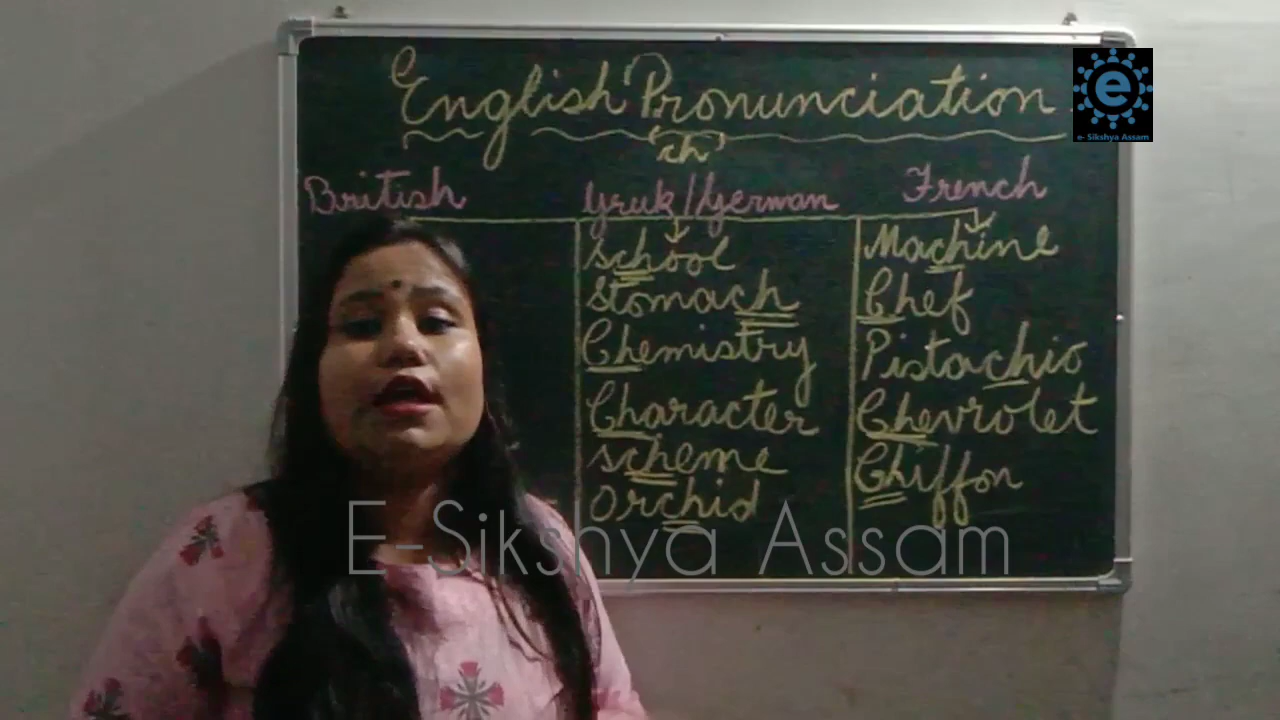 English Pronunciation
"ch"
British
Gruk/German
French
School
Stomach
Chemistry
Character
Scheme
Orchid
Machine
Chef
Pistachio
Chevrolet
Chiffon
e
e- Sikshya Assam
E-Sikshya Assam